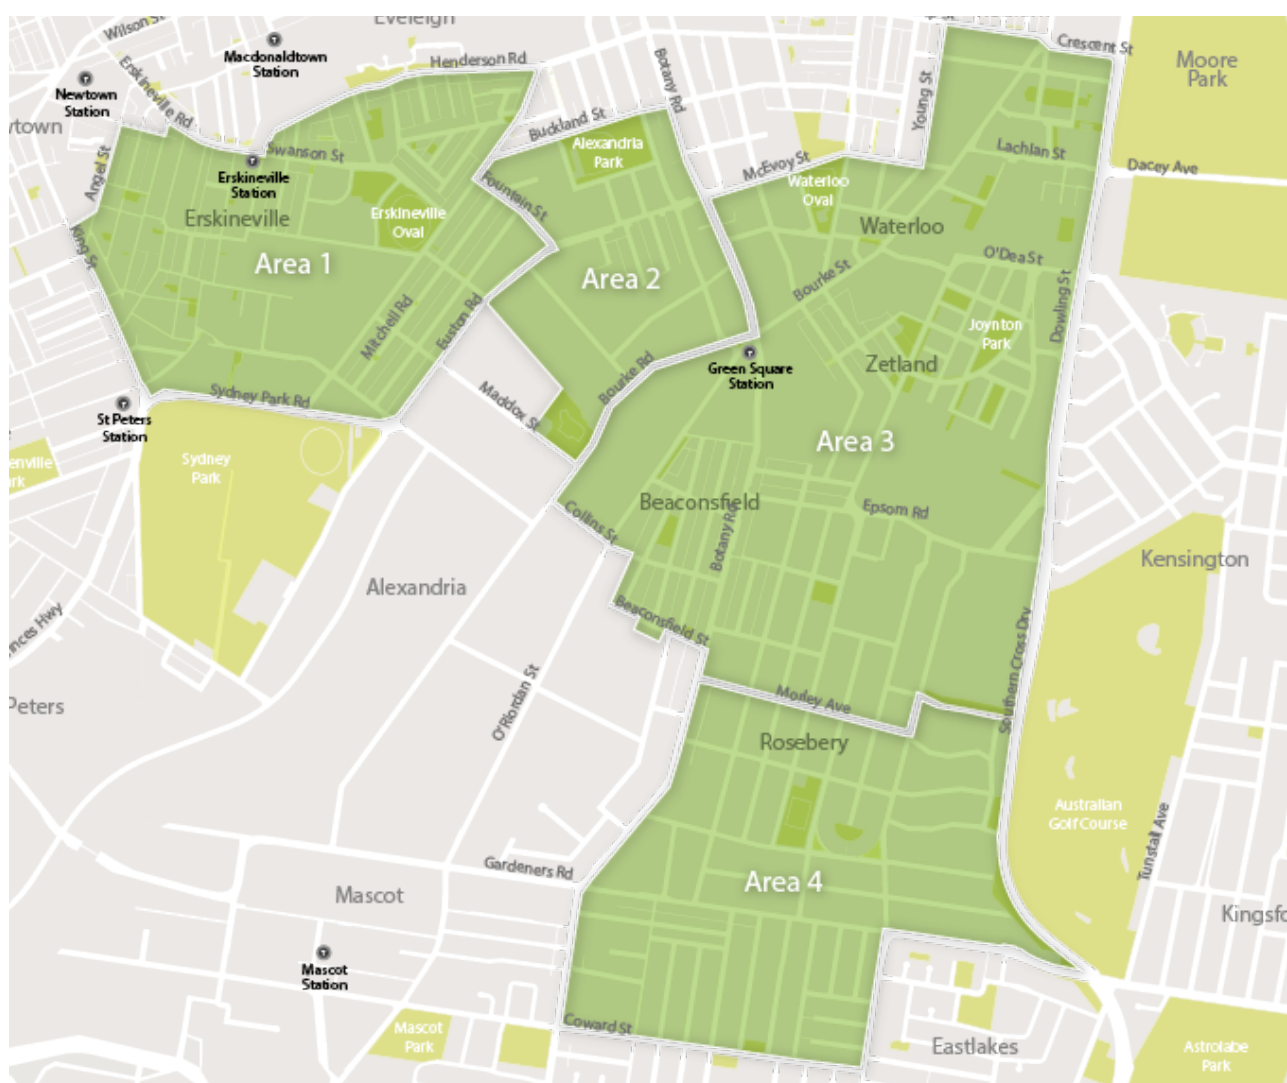 Eveleigh
Wilson St
Macdonaldtown
Station
Henderson Rd
Crescent St
Moore
Park
Newtown
Station
Erskineville Rd
Botany Rd
Young St
Buckland St
Alexandria
Park
Swanson St
Erskineville
Station
Angel St
McEvoy St
Waterloo
Oval
Lachlan St
Dacey Ave
Fountain St
Erskineville
Erskineville
Oval
Waterloo
King St
Area 1
Area 2
O'Dea St
Bourke St
Dowling St
Mitchell Rd
Euston Rd
Joynton
Park
Zetland
Green Square
Station
Bourke Rd
Sydney Park Rd
Maddox St
St Peters
Station
Area 3
Sydney
Park
Beaconsfield
Epsom Rd
Collins St
Botany Rd
Kensington
Alexandria
Beaconsfield St
Southern Cross Drv
O'Riordan St
Peters
Morley Ave
Rosebery
Australian
Golf Course
Tunstall Ave
Gardeners Rd
Area 4
Mascot
Mascot
Station
Coward St
Mascot
Park
Eastlakes
Astrolabe
Park